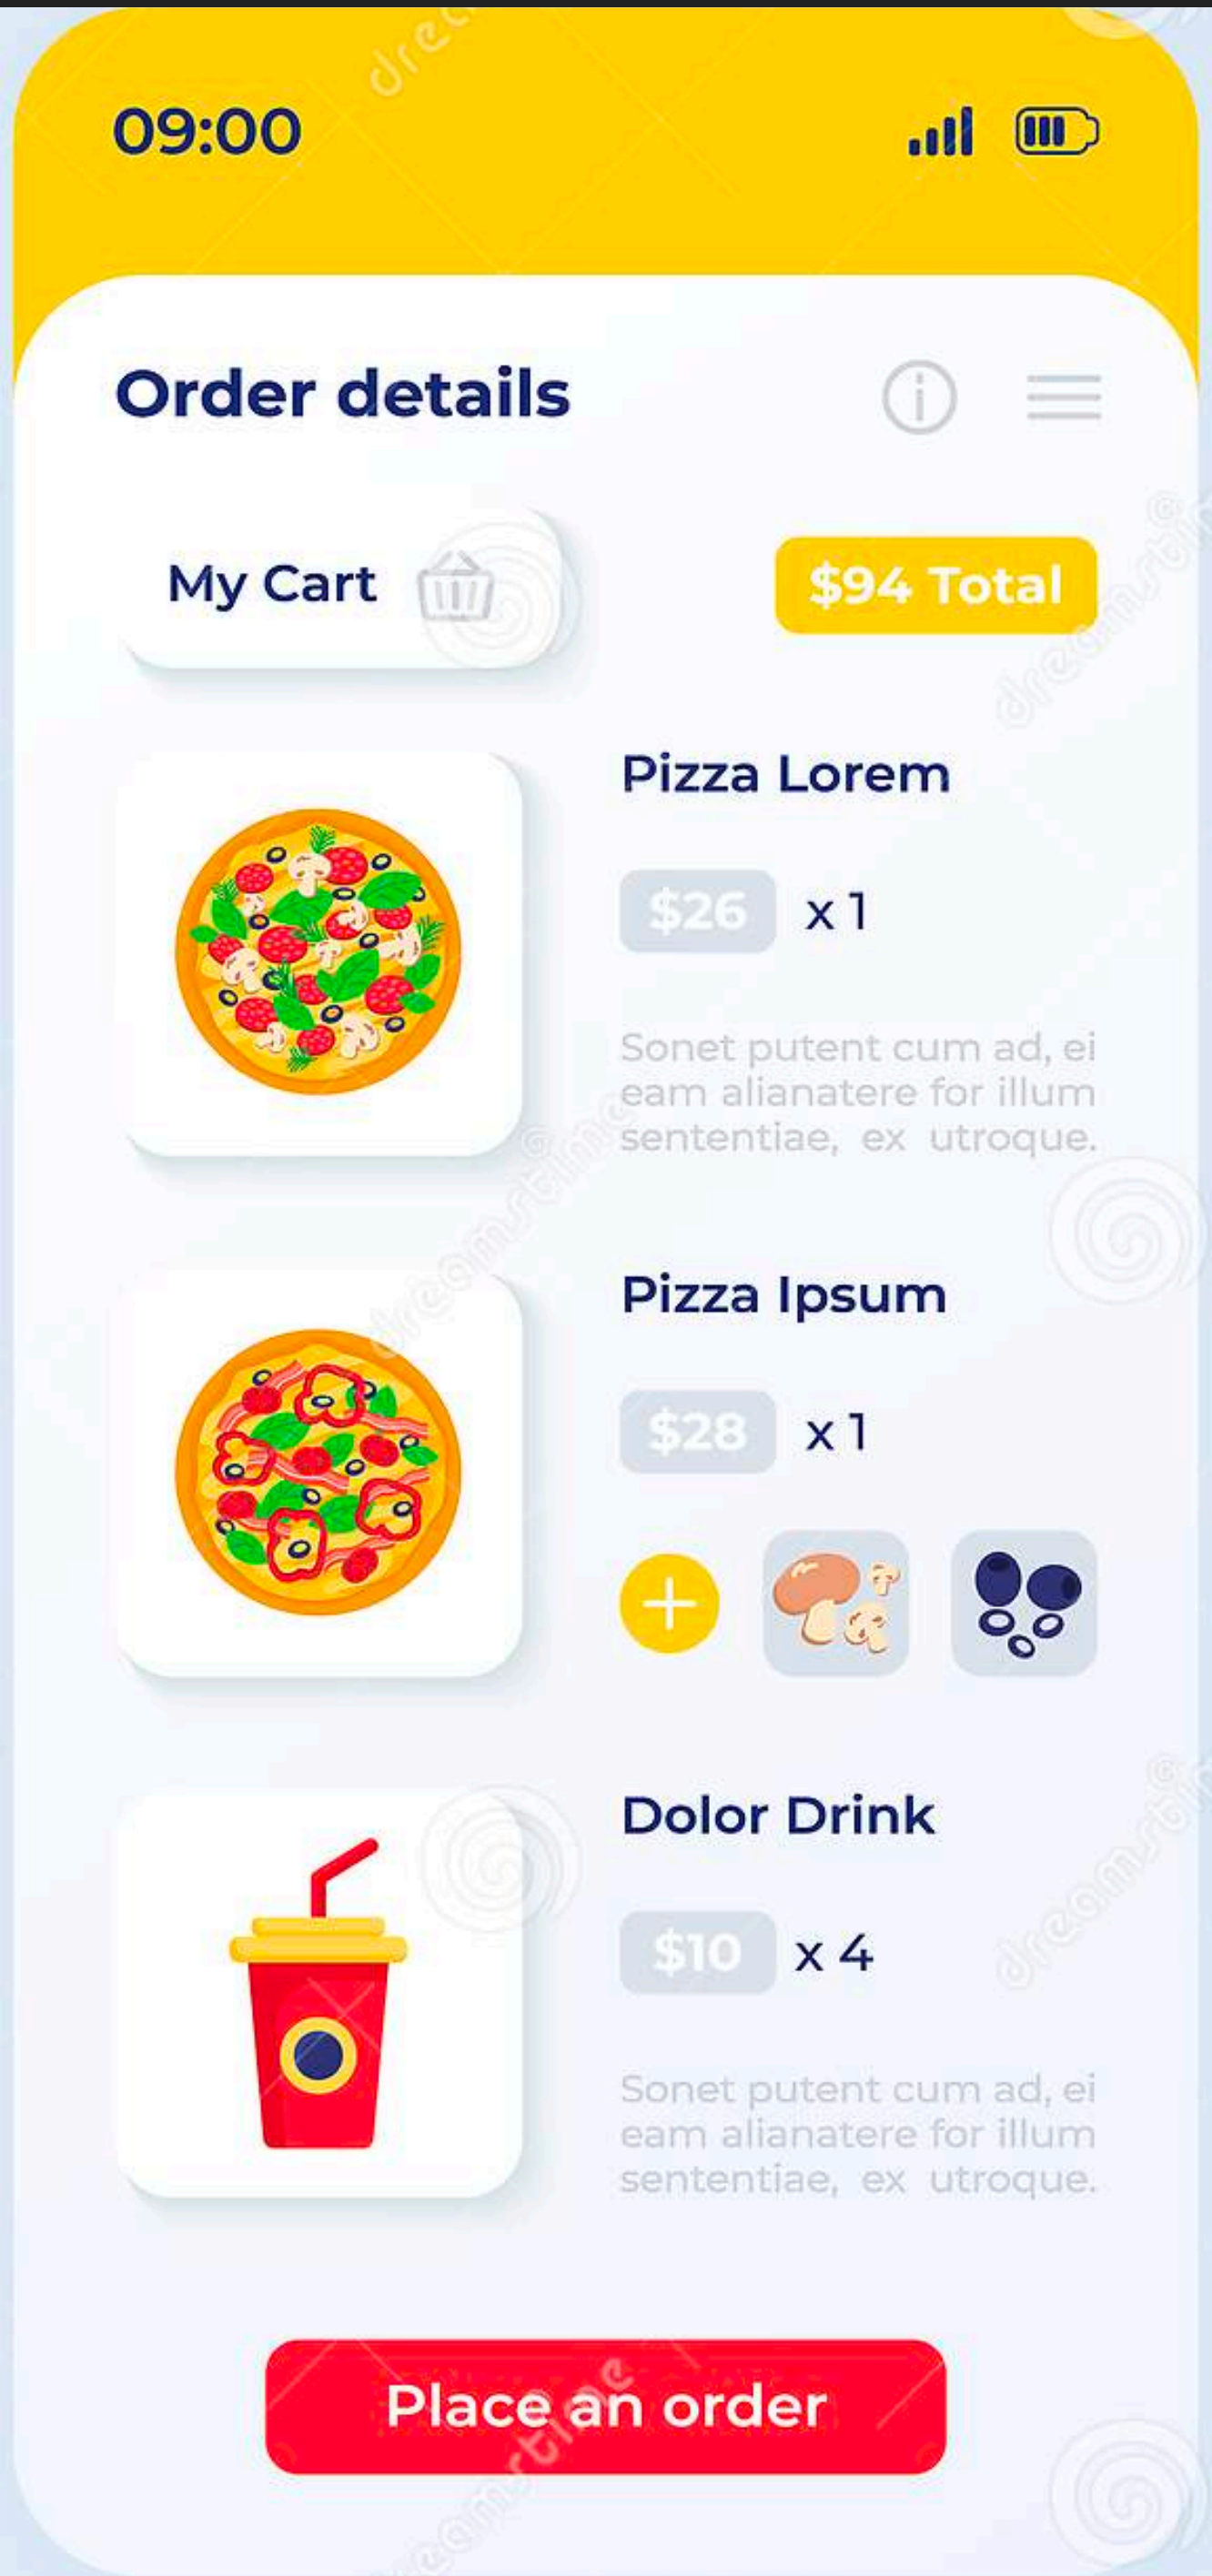 09:00
Order details
My Cart
$94 Total
Pizza Lorem
$26 x 1
Sonet putent cum ad, ei
eam alianatere for illum
sententiae, ex utroque.
Pizza Ipsum
$28 x 1
Dolor Drink
$10 x 4
Sonet putent cum ad, ei
eam alianatere for illum
sententiae, ex utroque.
Place an order
dreamstime